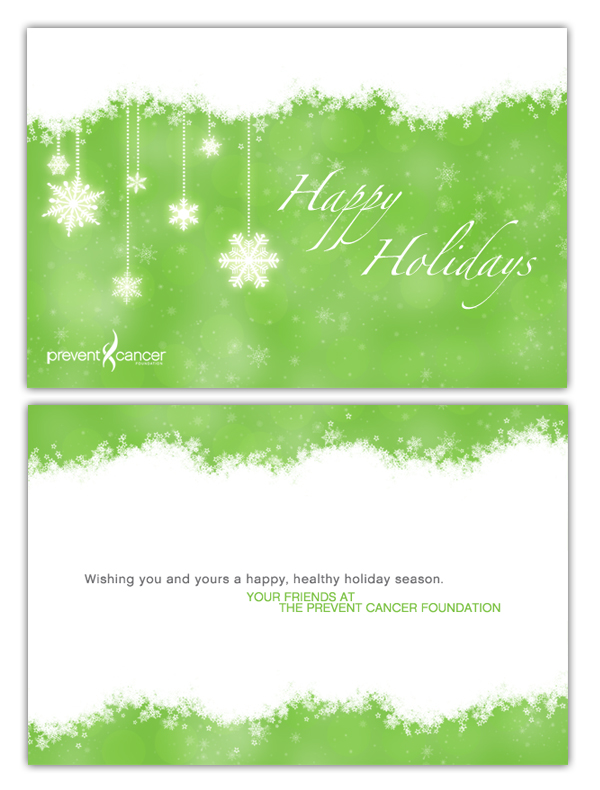 Happy
Holidays
prevent cancer
FOUNDATION
Wishing you and yours a happy, healthy holiday season.
YOUR FRIENDS AT
THE PREVENT CANCER FOUNDATION